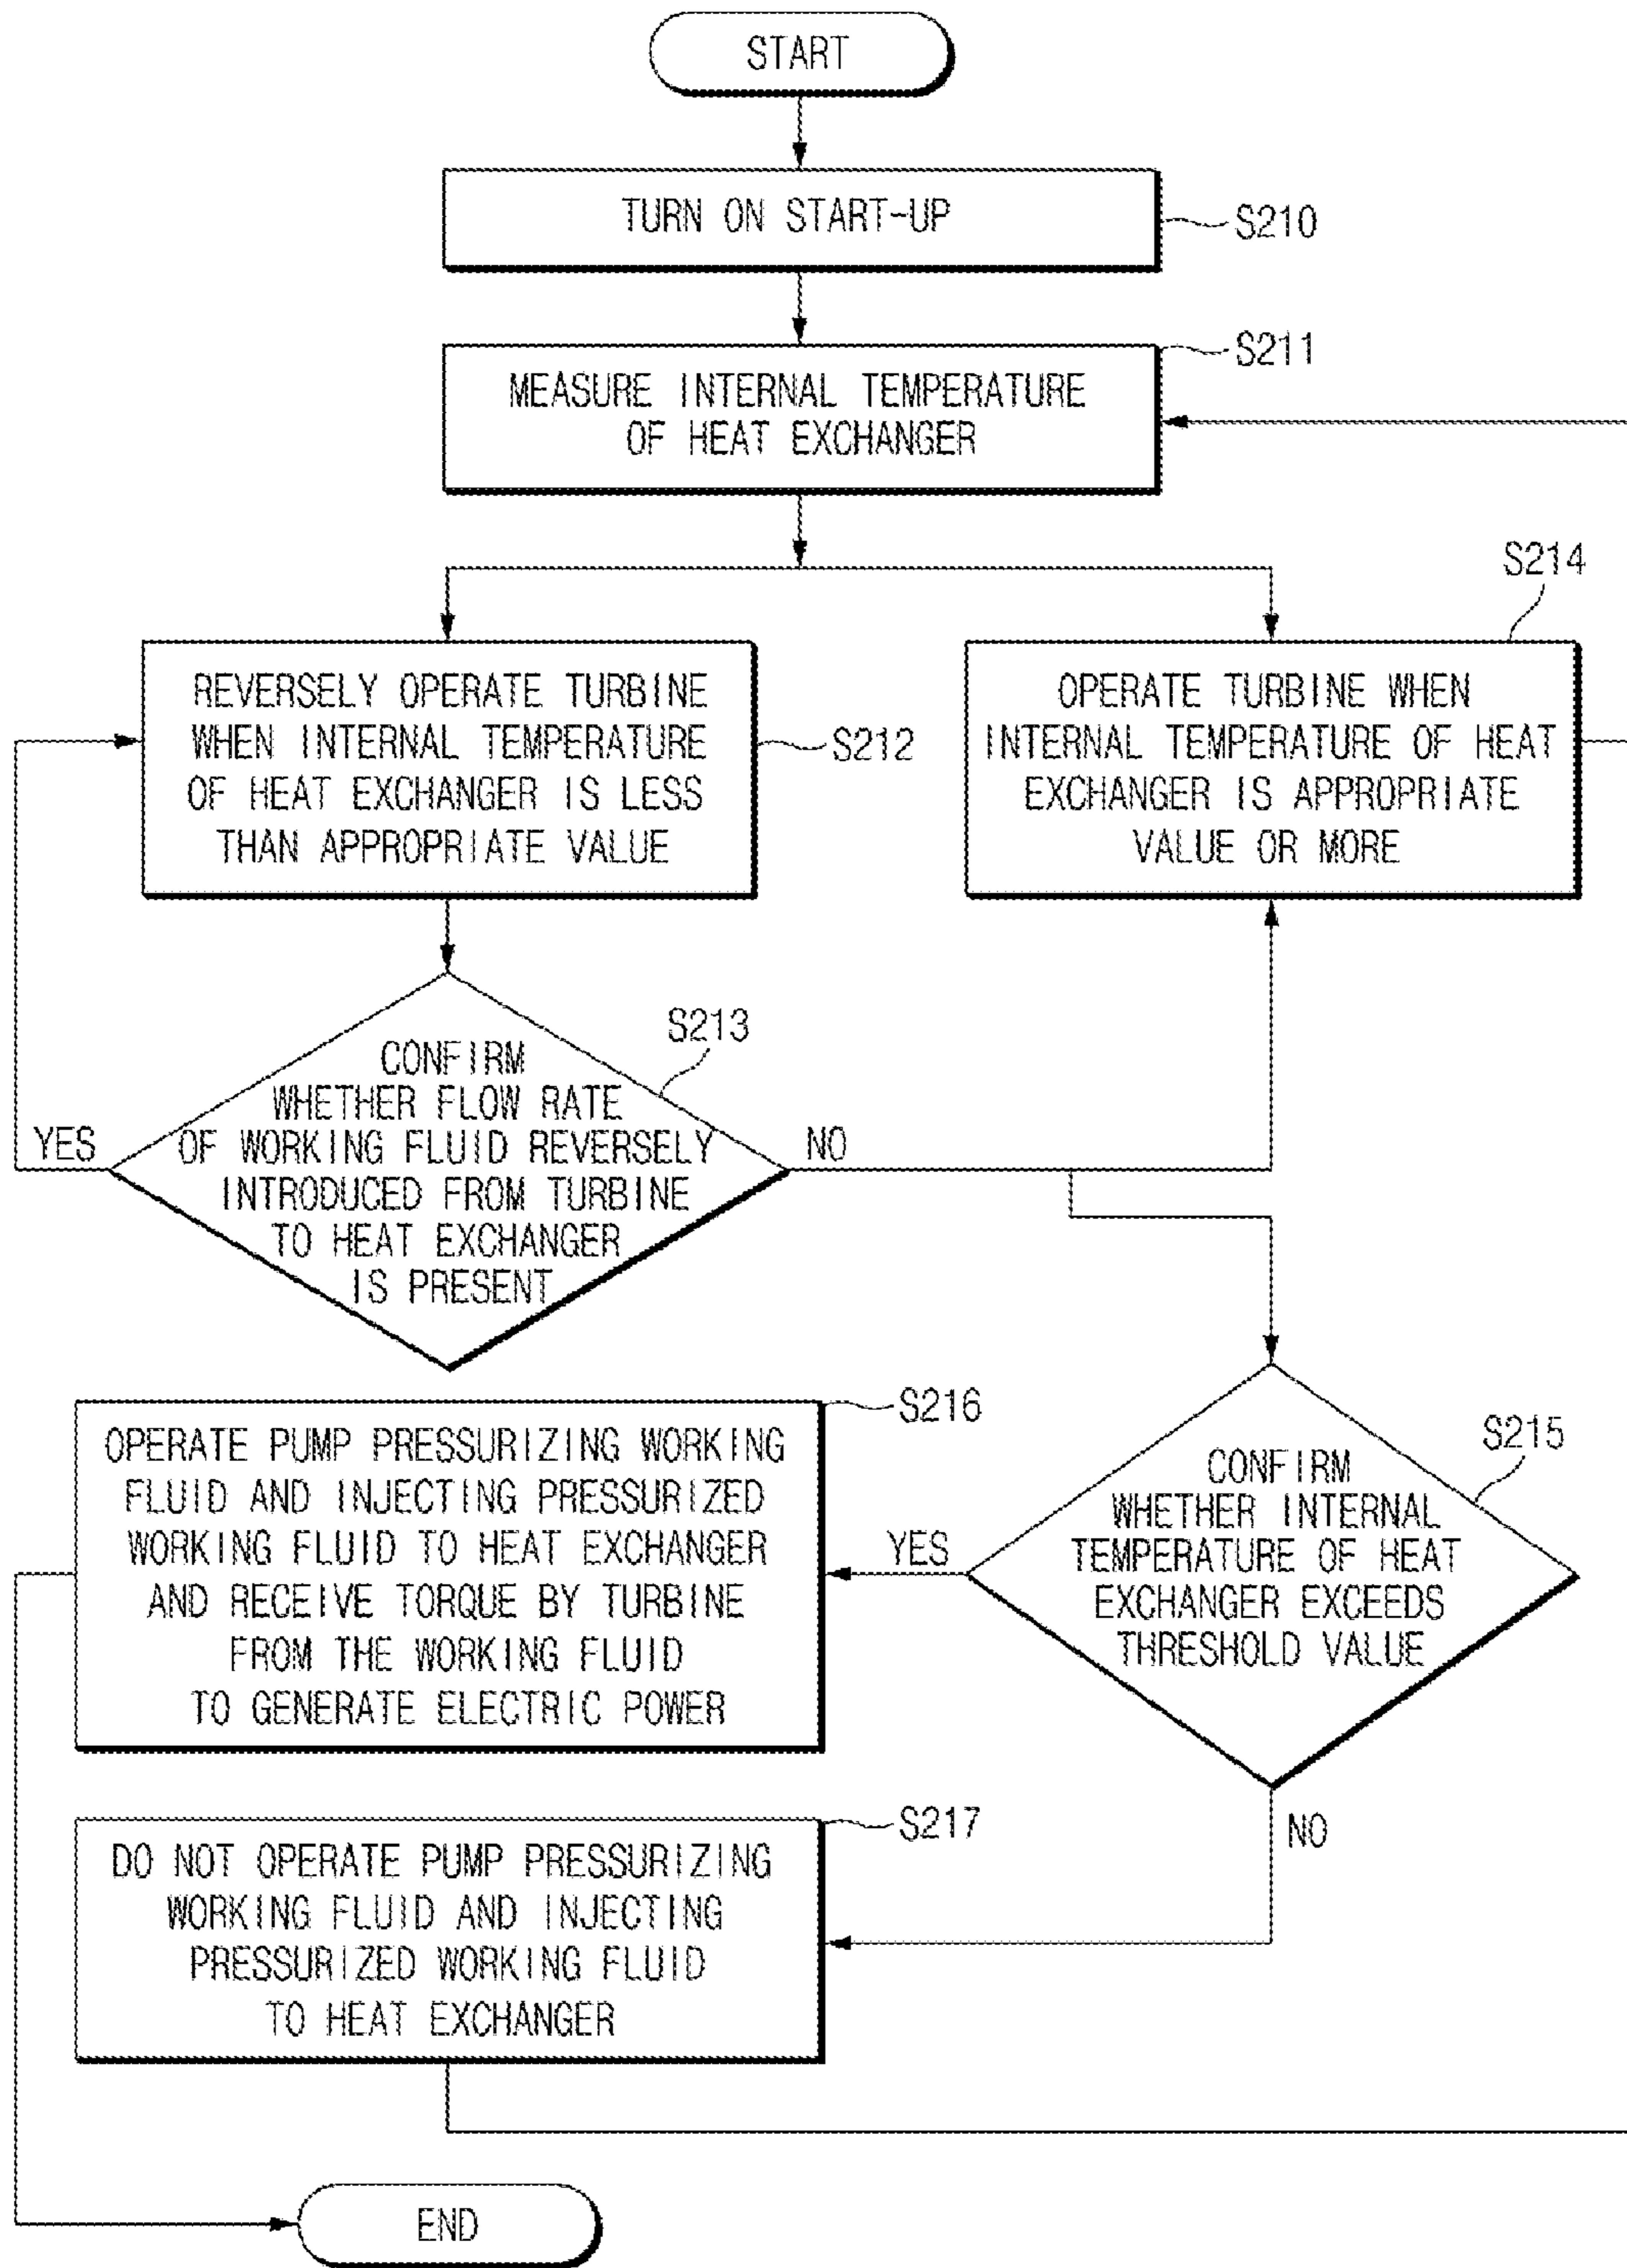 START
TURN ON START-UP
S210
S211
MEASURE INTERNAL TEMPERATURE
OF HEAT EXCHANGER
S214
REVERSELY OPERATE TURBINE
WHEN INTERNAL TEMPERATURE
OF HEAT EXCHANGER IS LESS
THAN APPROPRIATE VALUE
S212
OPERATE TURBINE WHEN
INTERNAL TEMPERATURE OF HEAT
EXCHANGER IS APPROPRIATE
VALUE OR MORE
S213
CONFIRM
WHETHER FLOW RATE
OF WORKING FLUID REVERSELY
INTRODUCED FROM TURBINE
TO HEAT EXCHANGER
IS PRESENT
YES
NO
S216
OPERATE PUMP PRESSURIZING WORKING
FLUID AND INJECTING PRESSURIZED
WORKING FLUID TO HEAT EXCHANGER
AND RECEIVE TORQUE BY TURBINE
FROM THE WORKING FLUID
TO GENERATE ELECTRIC POWER
S215
CONFIRM
WHETHER INTERNAL
TEMPERATURE OF HEAT
EXCHANGER EXCEEDS
THRESHOLD VALUE
YES
NO
S217
DO NOT OPERATE PUMP PRESSURIZING
WORKING FLUID AND INJECTING
PRESSURIZED WORKING FLUID
TO HEAT EXCHANGER
END